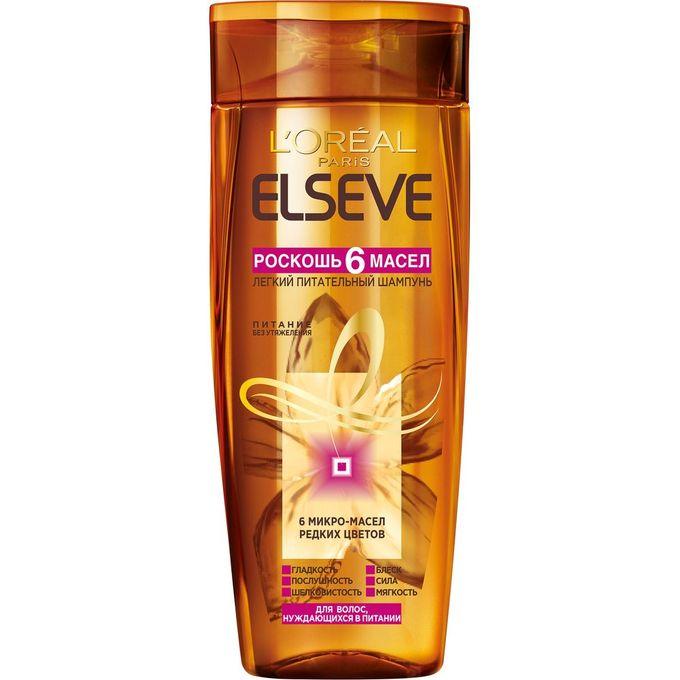 L'ORÉAL
PARIS
ELSEVE
РОСКОШЬ 6 МАСЕЛ
ЛЕГКИЙ ПИТАТЕЛЬНЫЙ ШАМПУНЬ
ПИТАНИЕ
БЕЗ УТЯЖЕЛЕНИЯ
6 МИКРО-МАСЕЛ
РЕДКИХ ЦВЕТОВ
ГЛАДКОСТЬ БЛЕСК
ПОСЛУШНОСТЬ СИЛА
ШЕЛКОВИСТОСТЬ МЯГКОСТЬ
ДЛЯ ВОЛОС,
НУЖДАЮЩИХСЯ В ПИТАНИИ